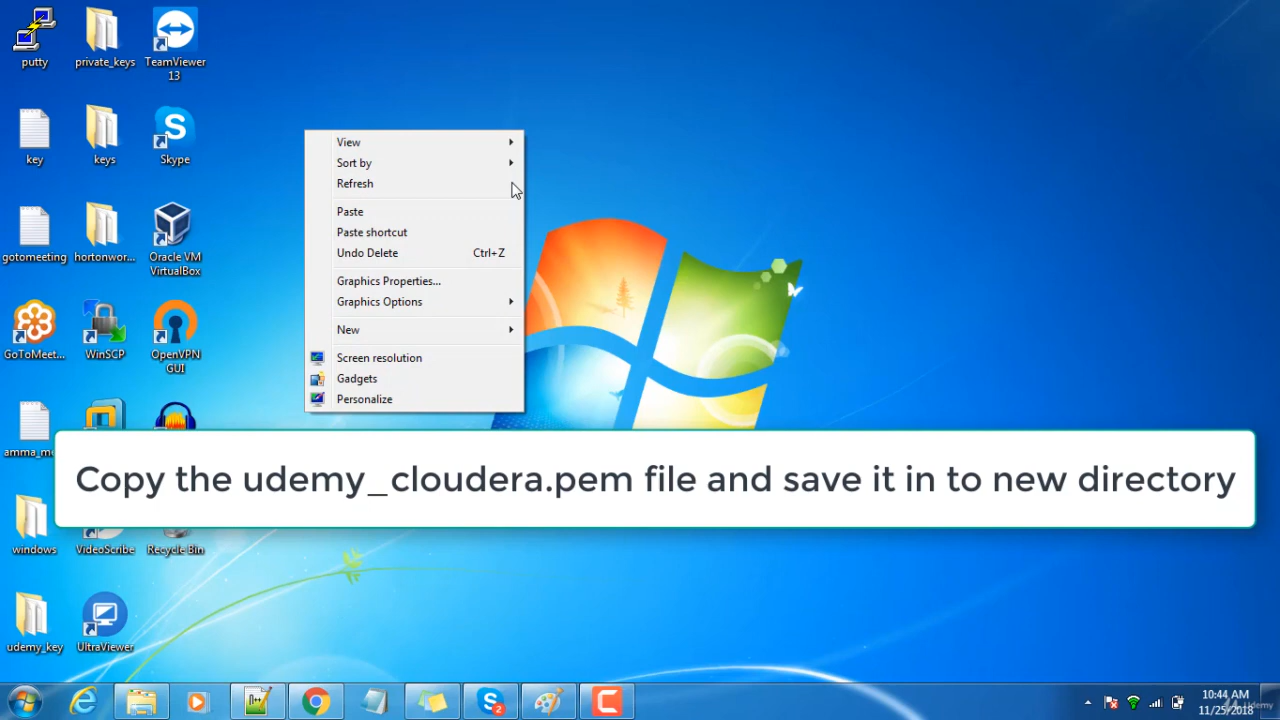 putty
private_keys
TeamViewer
13
key
keys
Skype
gotomeeting
hortonwor...
Oracle VM
VirtualBox
GoToMeet...
WinSCP
OpenVPN
GUI
amma_me
windows
VideoScribe
Recycle Bin
udemy_key
UltraViewer
View
Sort by
Refresh
Paste
Paste shortcut
Undo Delete Ctrl+Z
Graphics Properties...
Graphics Options
New
Screen resolution
Gadgets
Personalize
Copy the udemy_cloudera.pem file and save it in to new directory
2
10:44 AM
11/25/2018
Udemy